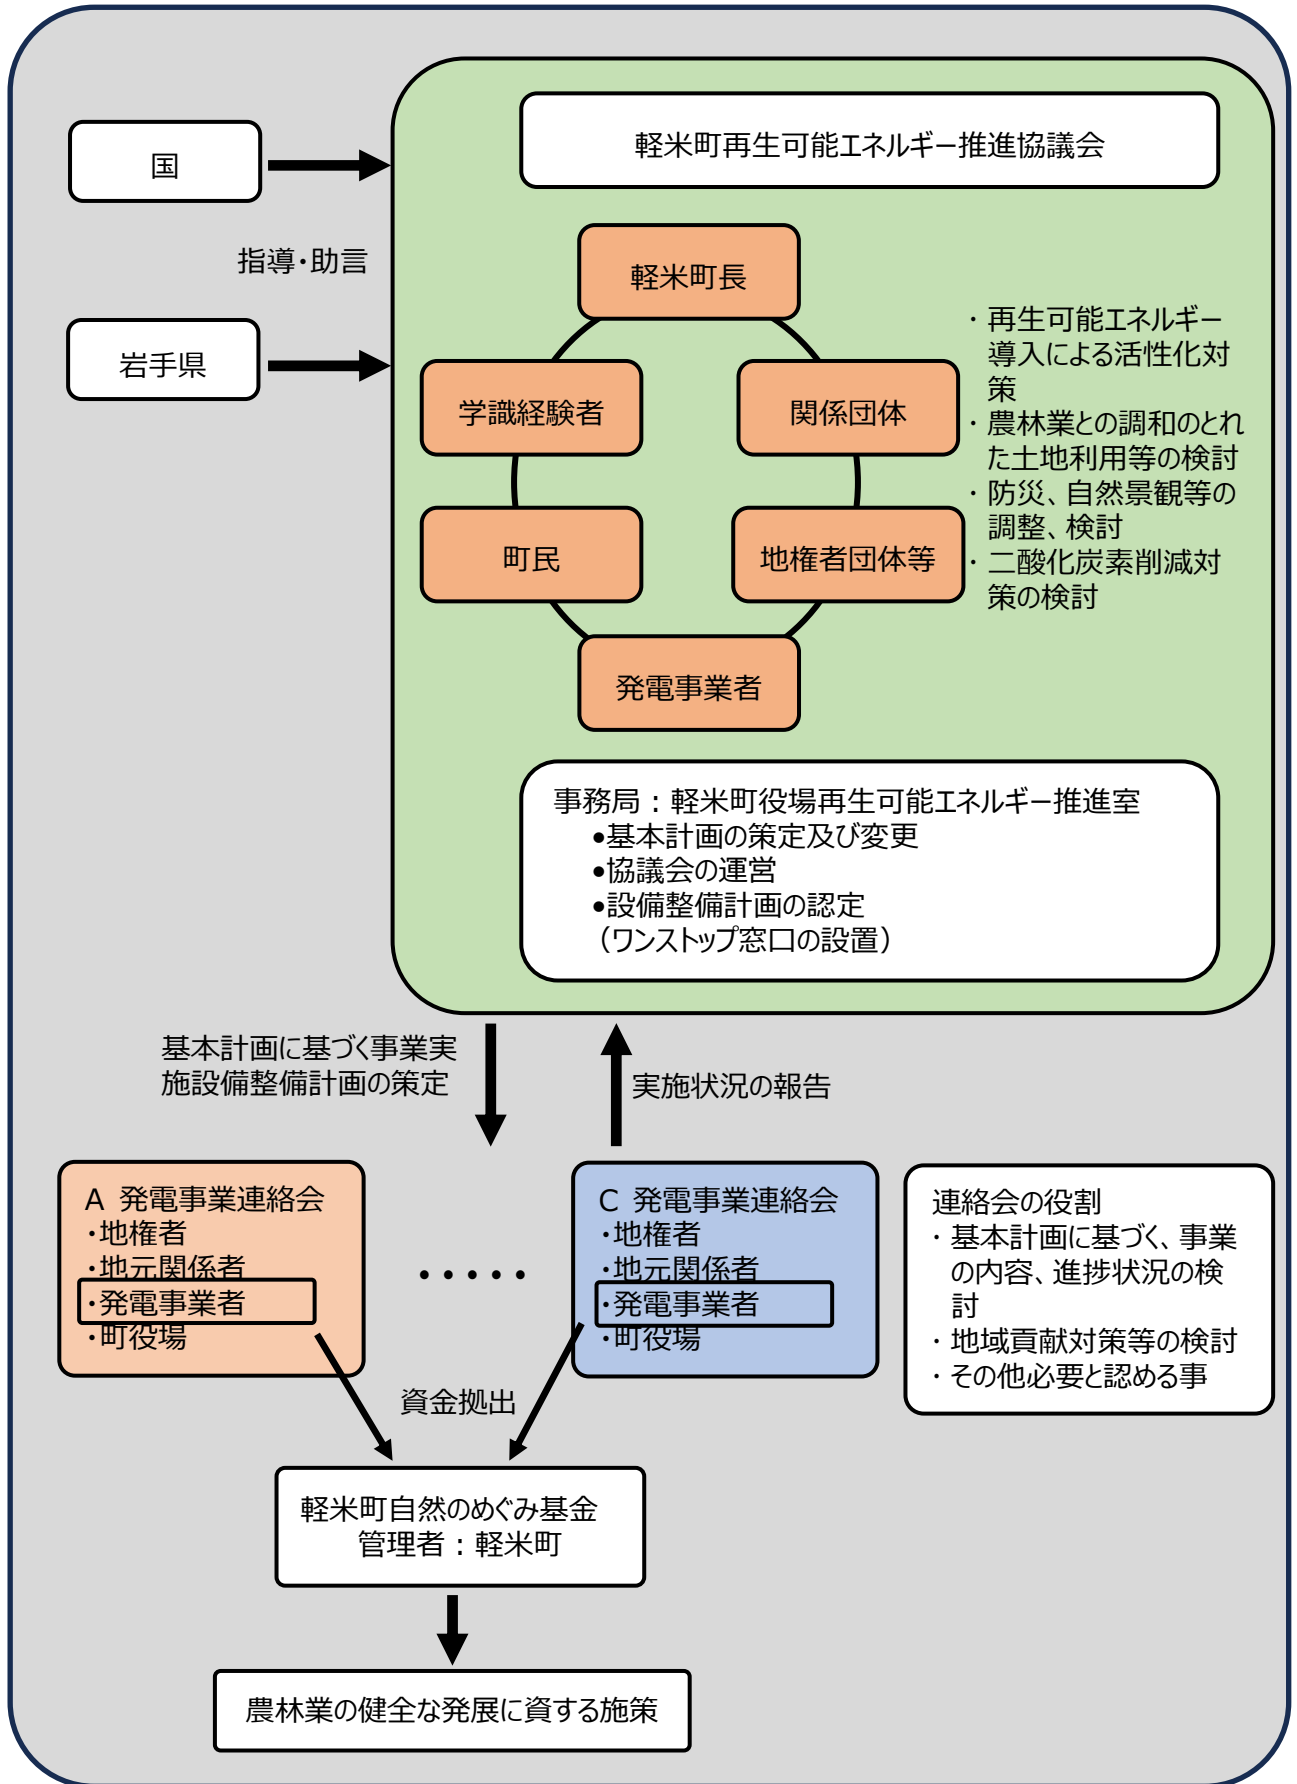 軽米町再生可能エネルギー推進協議会
国
指導・助言
岩手県
軽米町長
学識経験者
関係団体
町民
地権者団体等
発電事業者
・再生可能エネルギー
導入による活性化対
策
・農林業との調和のとれ
た土地利用等の検討
・防災、自然景観等の
調整、検討
・二酸化炭素削減対
策の検討
事務局：軽米町役場再生可能エネルギー推進室
•基本計画の策定及び変更
•協議会の運営
•設備整備計画の認定
（ワンストップ窓口の設置）
基本計画に基づく事業実
施設備整備計画の策定
実施状況の報告
A 発電事業連絡会
・地権者
・地元関係者
・発電事業者
・町役場
・・・・・
C 発電事業連絡会
・地権者
・地元関係者
・発電事業者
・町役場
連絡会の役割
・基本計画に基づく、事業
の内容、進捗状況の検
討
・地域貢献対策等の検討
・その他必要と認める事
資金拠出
軽米町自然のめぐみ基金
管理者：軽米町
農林業の健全な発展に資する施策